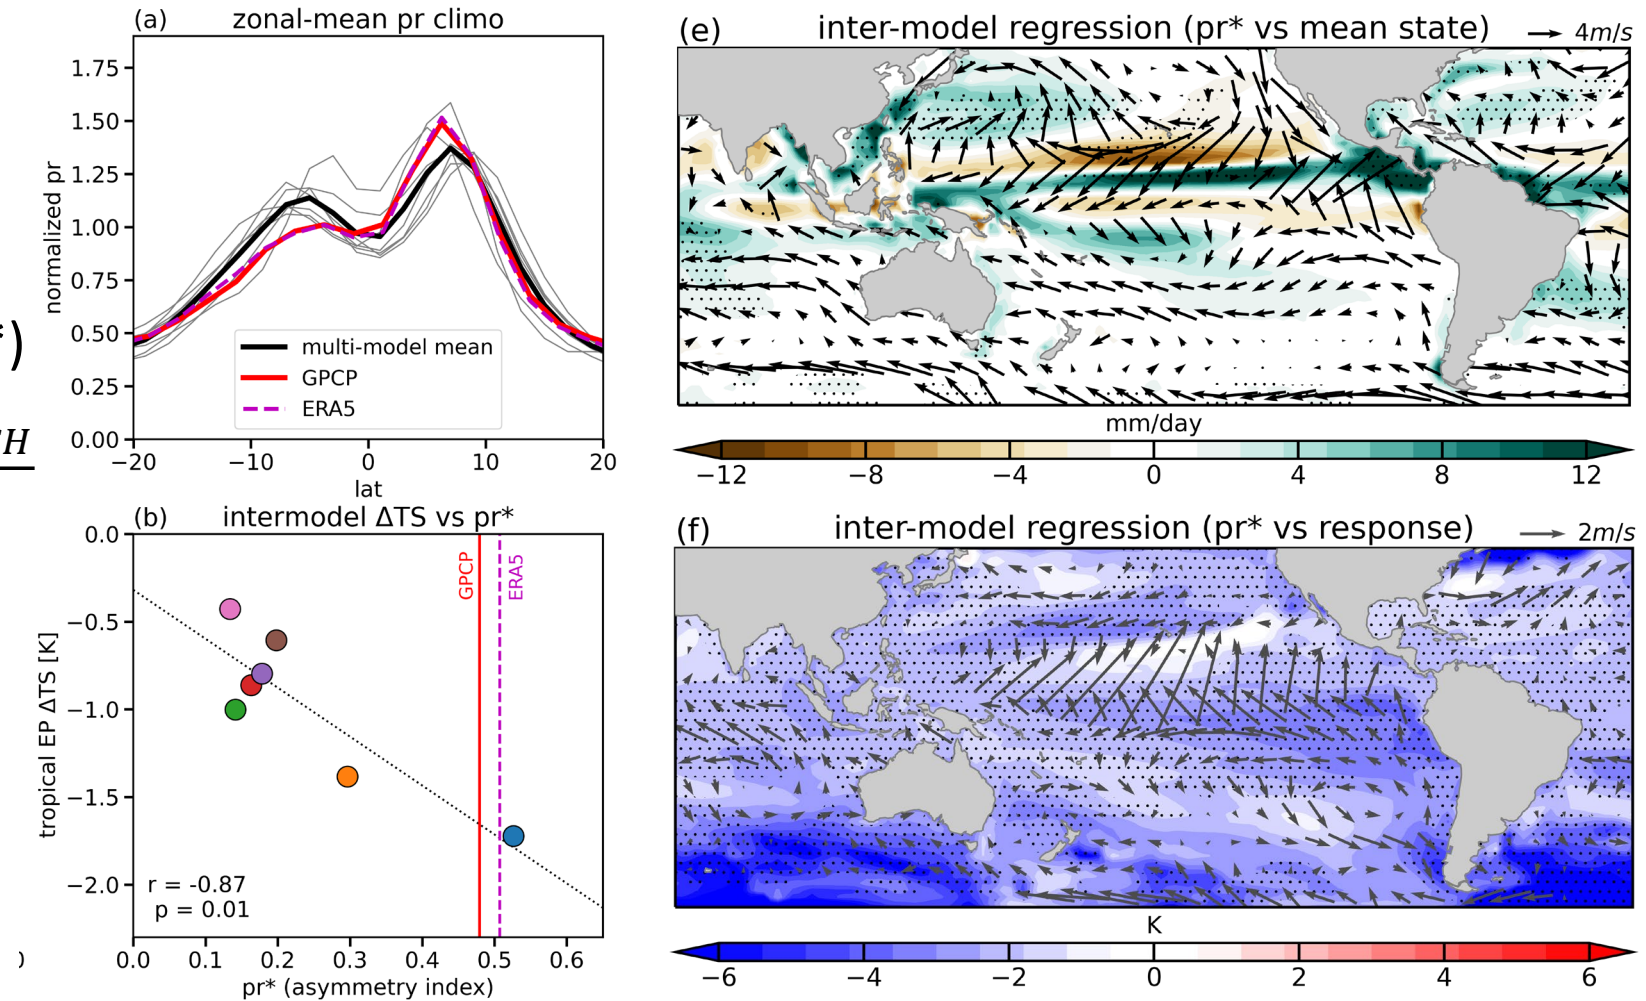 (a) zonal-mean pr climo
normalized pr
1.75
1.50
1.25
1.00
0.75
0.50
0.25
0.00
multi-model mean
GPCP
ERA5
−20 −10 0 10 20
lat
*)
H
(b) intermodel ΔTS vs pr*
tropical EP ΔTS [K]
0.0
−0.5
−1.0
−1.5
−2.0
GPCP
ERA5
r = -0.87
p = 0.01
0.0 0.1 0.2 0.3 0.4 0.5 0.6
pr* (asymmetry index)
(e) inter-model regression (pr* vs mean state) 4m/s
mm/day
−12 −8 −4 0 4 8 12
(f) inter-model regression (pr* vs response) 2m/s
K
−6 −4 −2 0 2 4 6